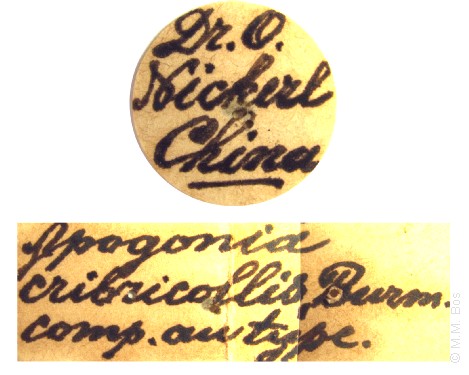 Dr. O.
Nickerl
China
Apogonia
cribricollis Burm.
comp. au type.
© M.M. Bos